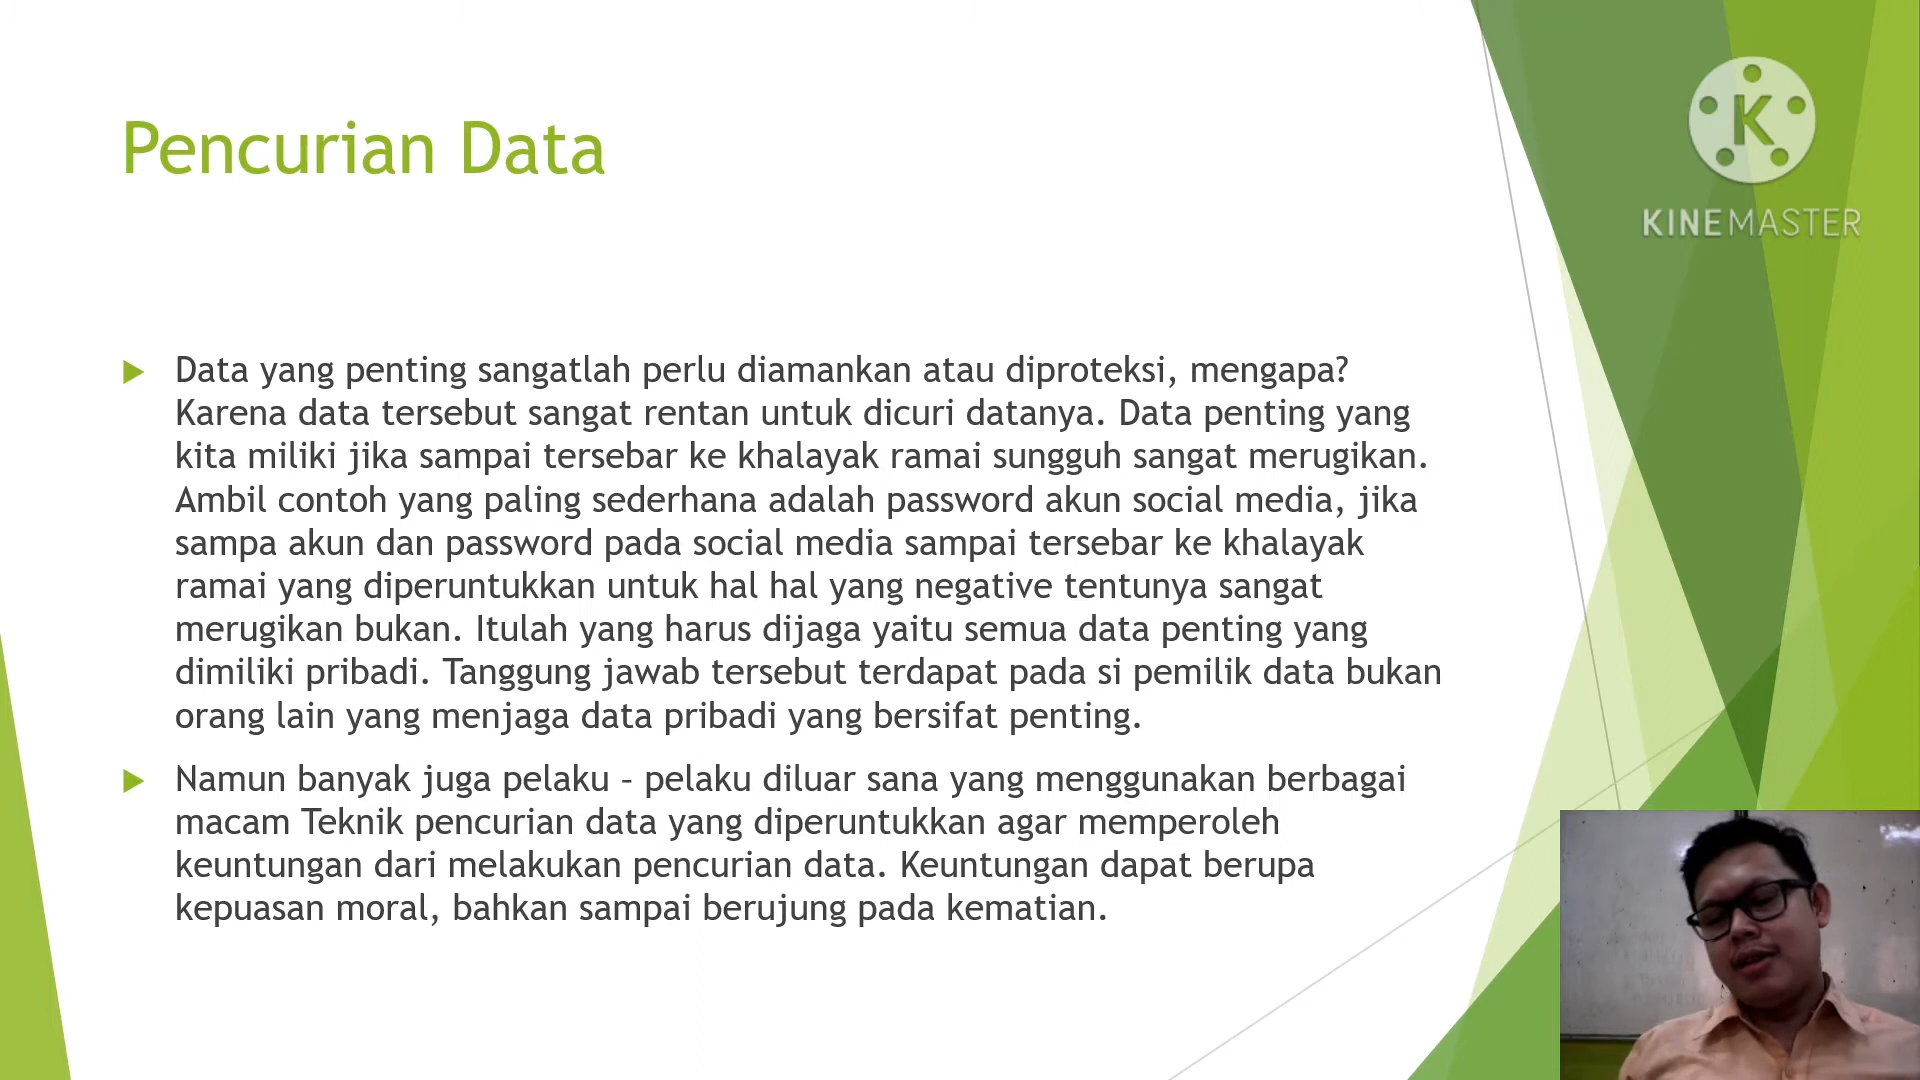 Pencurian Data
K
KINEMASTER
Data yang penting sangatlah perlu diamankan atau diproteksi, mengapa?
Karena data tersebut sangat rentan untuk dicuri datanya. Data penting yang
kita miliki jika sampai tersebar ke khalayak ramai sungguh sangat merugikan.
Ambil contoh yang paling sederhana adalah password akun social media, jika
sampa akun dan password pada social media sampai tersebar ke khalayak
ramai yang diperuntukkan untuk hal hal yang negative tentunya sangat
merugikan bukan. Itulah yang harus dijaga yaitu semua data penting yang
dimiliki pribadi. Tanggung jawab tersebut terdapat pada si pemilik data bukan
orang lain yang menjaga data pribadi yang bersifat penting.
Namun banyak juga pelaku – pelaku diluar sana yang menggunakan berbagai
macam Teknik pencurian data yang diperuntukkan agar memperoleh
keuntungan dari melakukan pencurian data. Keuntungan dapat berupa
kepuasan moral, bahkan sampai berujung pada kematian.